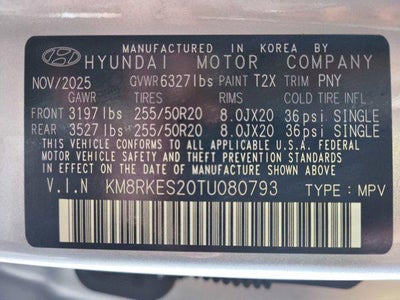 MANUFACTURED IN KOREA BY
HYUNDAI MOTOR COMPANY
NOV/2025 GVWR 6327lbs PAINT T2X TRIM PNY
GAWR TIRES RIMS COLD TIRE INFL.
FRONT 3197lbs 255/50R20 8.0JX20 36psi SINGLE
REAR 3527lbs 255/50R20 8.0JX20 36psi SINGLE
THIS VEHICLE CONFORMS TO ALL APPLICABLE U.S.A. FEDERAL
MOTOR VEHICLE SAFETY, BUMPER, AND THEFT PREVENTION
STANDARDS IN EFFECT ON THE DATE OF MANUFACTURE SHOWN ABOVE.
V.I.N KM8RKES20TU080793 TYPE : MPV